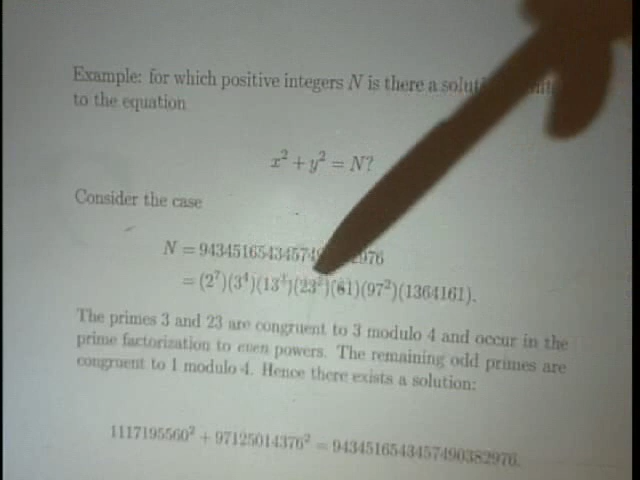 Example: for which positive integers N is there a
to the equation
x² + y² = N?
Consider the case
N =
= (2⁷)(3⁴)(13⁴)(23²)(61)(97²)(1364161).
The primes 3 and 23 are congruent to 3 modulo 4 and occur in the
prime factorization to even powers. The remaining odd primes are
congruent to 1 modulo 4. Hence there exists a solution:
1117195560² + 97125014376² = 9434516543457490382976.